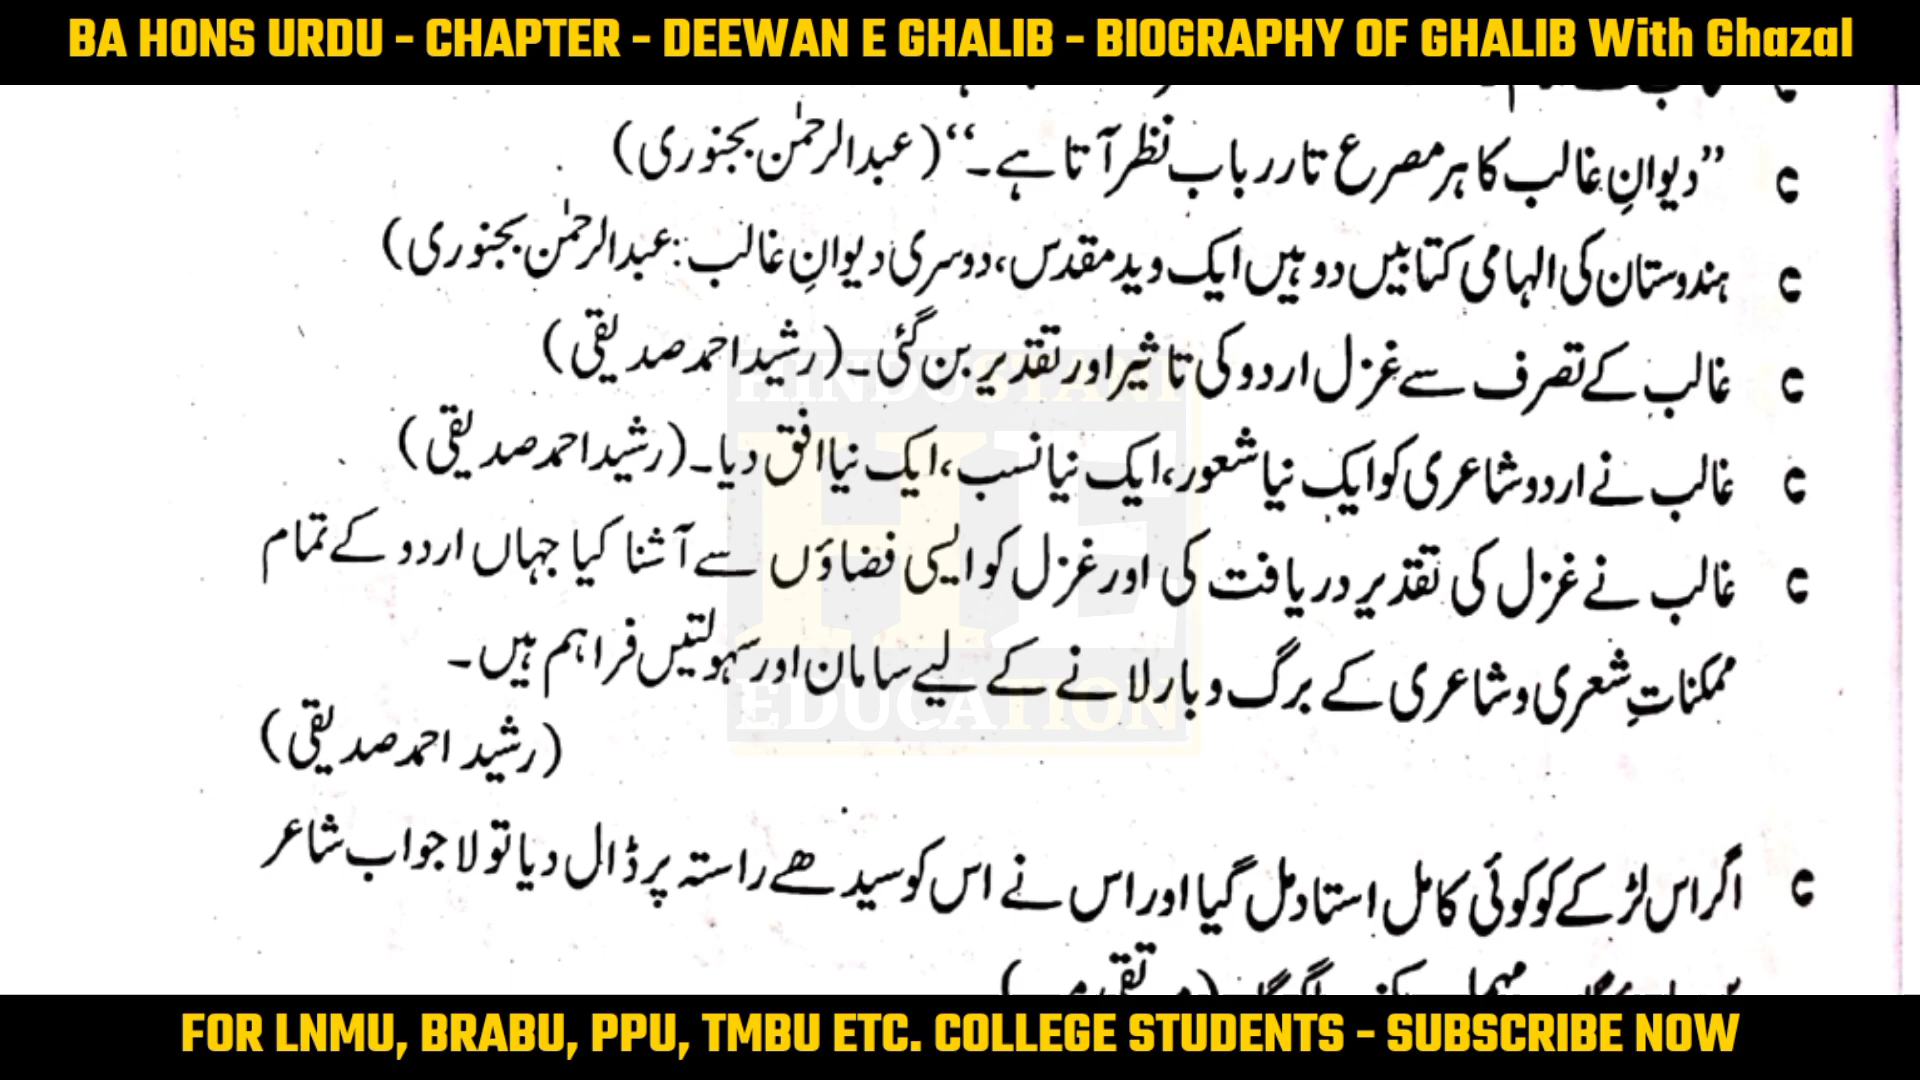 BA HONS URDU - CHAPTER - DEEWAN E GHALIB - BIOGRAPHY OF GHALIB With Ghazal
”دیوانِ غالب کا ہر مصرع تار رباب نظر آتا ہے۔“ (عبدالرحمٰن بجنوری)
ہندوستان کی الہامی کتابیں دو ہیں ایک وید مقدس، دوسری دیوانِ غالب: عبدالرحمٰن بجنوری)
غالب کے تصرف سے غزل اردو کی تاثیر اور تقدیر بن گئی۔ (رشید احمد صدیقی)
غالب نے اردو شاعری کو ایک نیا شعور، ایک نیا نسب، ایک نیا افق دیا۔ (رشید احمد صدیقی)
غالب نے غزل کی تقدیر دریافت کی اور غزل کو ایسی فضاؤں سے آشنا کیا جہاں اردو کے تمام
ممکناتِ شعری و شاعری کے برگ و بار لانے کے لیے سامان اور سہولتیں فراہم ہیں۔
(رشید احمد صدیقی)
اگر اس لڑکے کو کوئی کامل استاد مل گیا اور اس نے اس کو سیدھے راستہ پر ڈال دیا تو لا جواب شاعر
HINDUSTANI
HE
EDUCATION
FOR LNMU, BRABU, PPU, TMBU ETC. COLLEGE STUDENTS - SUBSCRIBE NOW